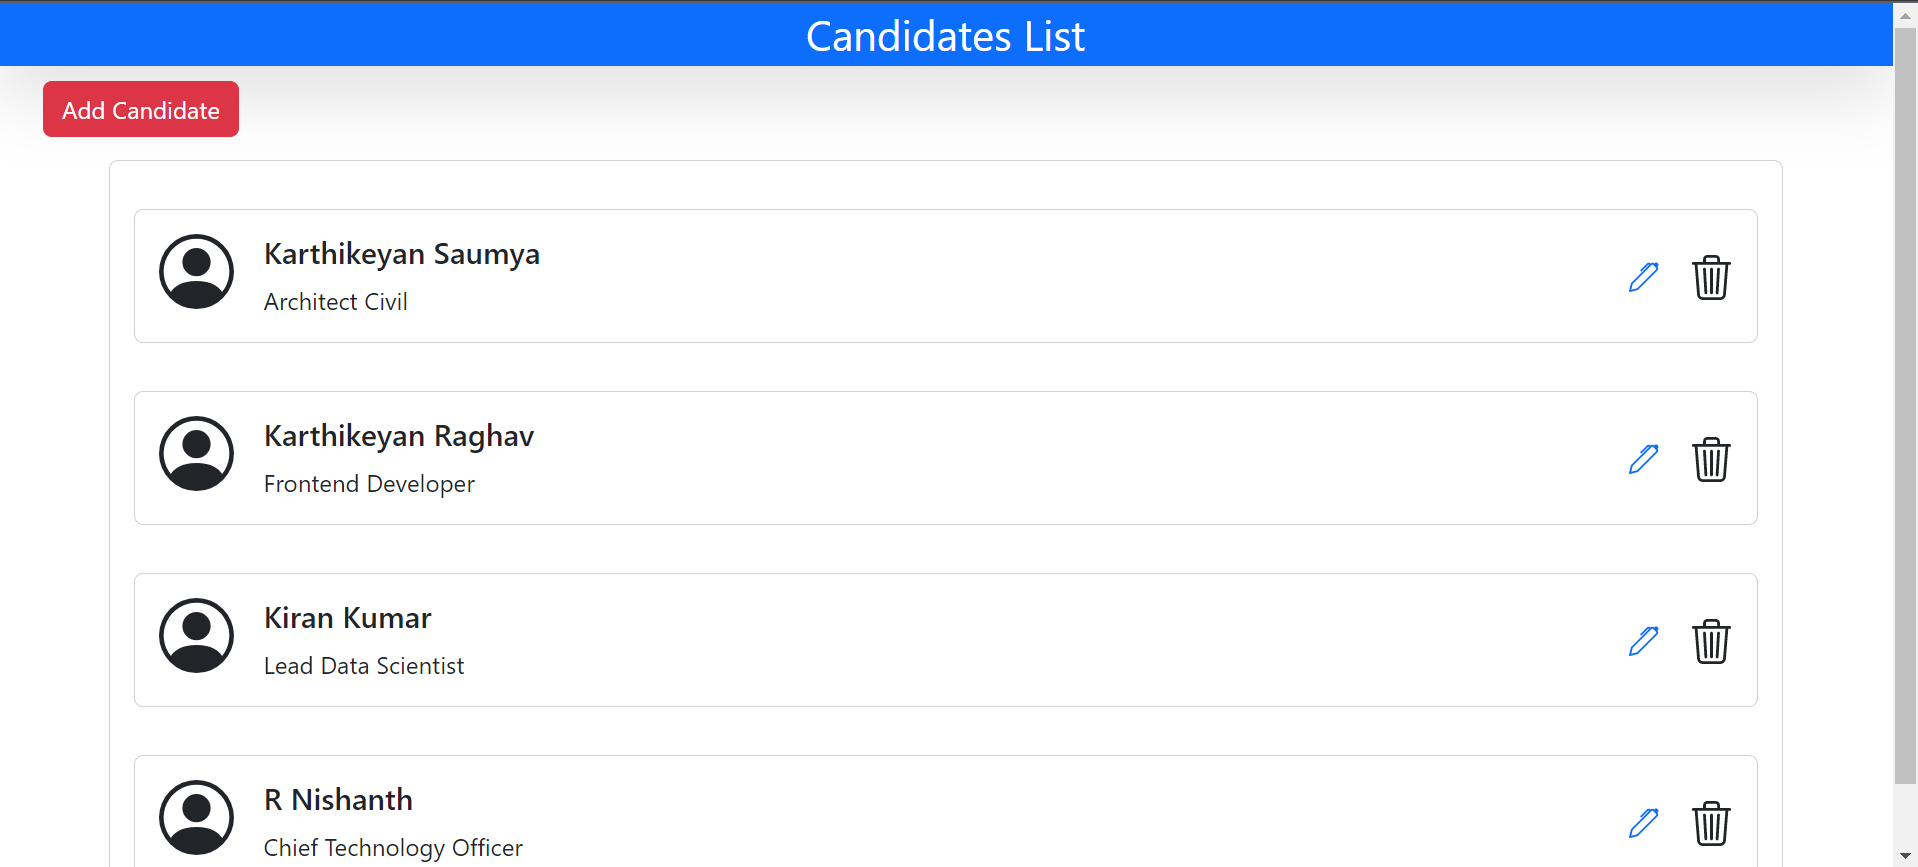 Candidates List
Add Candidate
Karthikeyan Saumya
Architect Civil
Karthikeyan Raghav
Frontend Developer
Kiran Kumar
Lead Data Scientist
R Nishanth
Chief Technology Officer